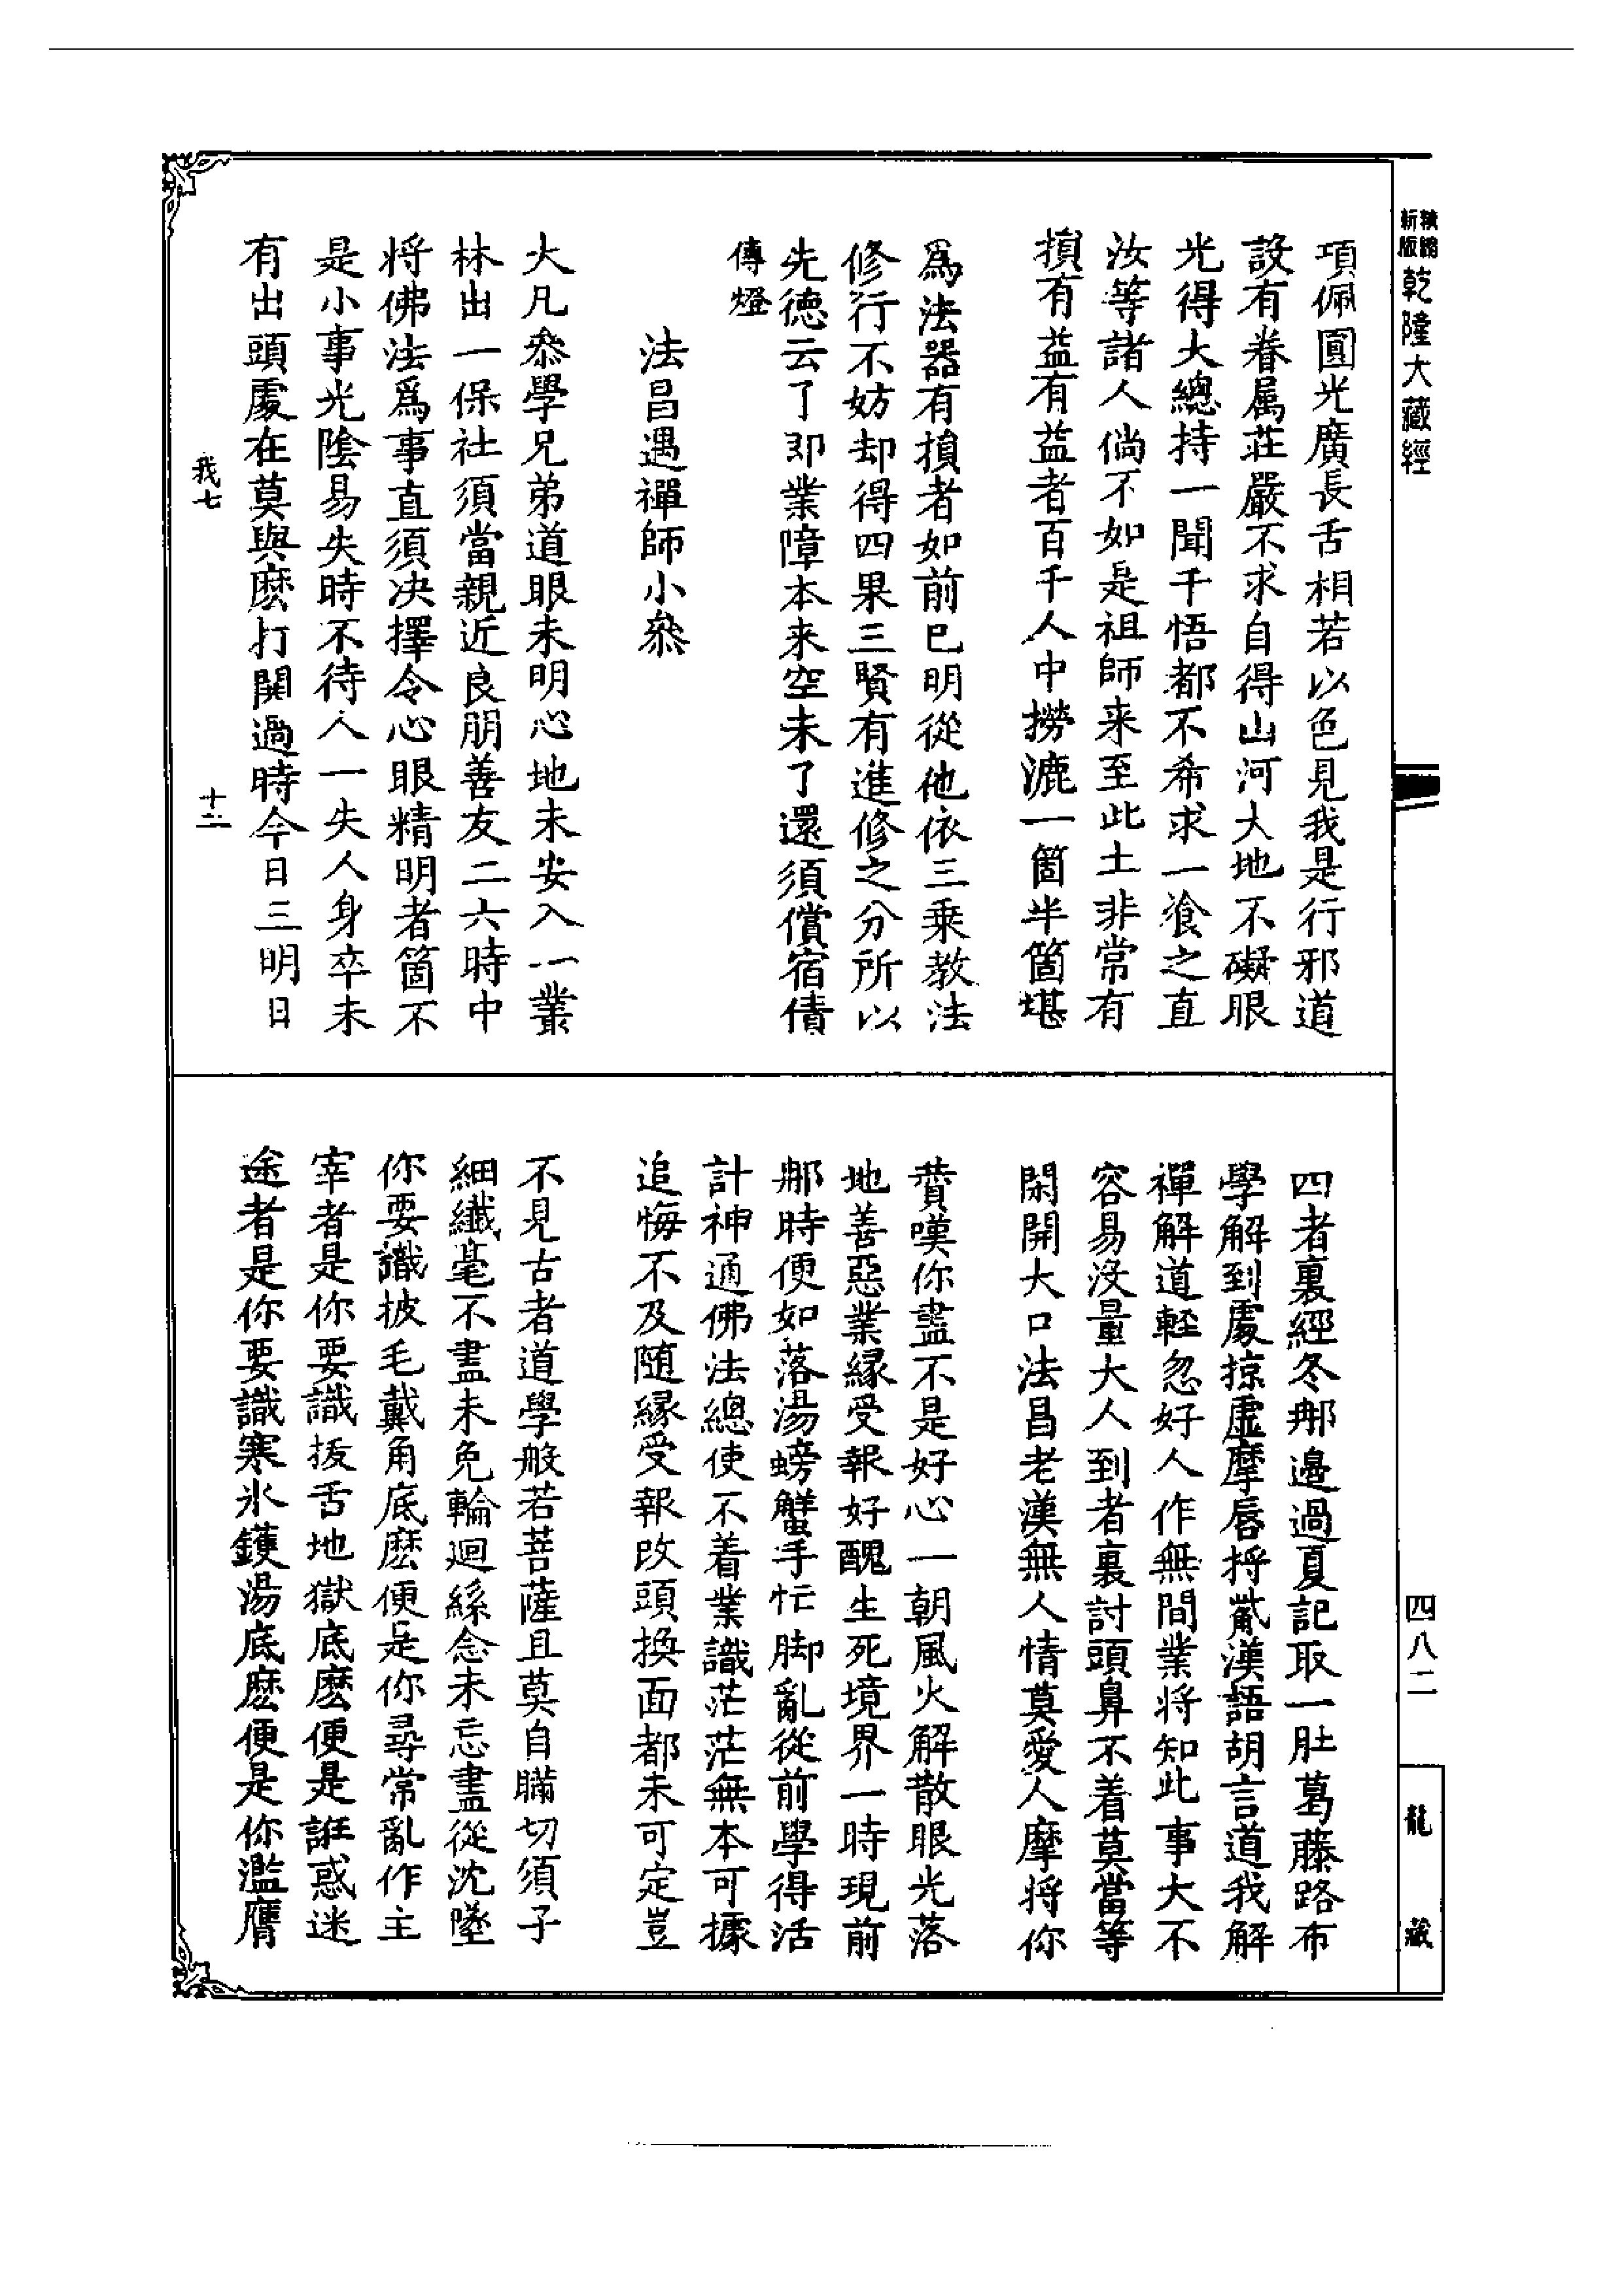 精縮新版乾隆大藏經
項佩圓光廣長舌相若以色見我是行邪道
設有眷屬莊嚴不求自得山河大地不礙眼
光得大總持一聞千悟都不希求一飡之直
汝等諸人倘不如是祖師来至此土非常有
損有益有益者百千人中撈漉一箇半箇堪
為法器有損者如前已明從他依三乗教法
修行不妨却得四果三賢有進修之分所以
先德云了即業障本来空未了還須償宿債
傳燈
法昌遇禪師小叅
大凡叅學兄弟道眼未明心地未安入一叢
林出一保社須當親近良朋善友二六時中
将佛法爲事直須决擇令心眼精明者箇不
是小事光陰易失時不待人一失人身卒未
有出頭處在莫與麽打開過時今日三明日
我七
十二
四者裏經冬那邊過夏記取一肚葛藤路布
學解到處掠虛摩唇捋觜漢語胡言道我解
禪解道輕忽好人作無間業将知此事大不
容易没量大人到者裏討頭鼻不着莫當等
閑開大口法昌老漢無人情莫愛人摩捋你
賛嘆你盡不是好心一朝風火解散眼光落
地善惡業緣受報好醜生死境界一時現前
那時便如落湯螃蟹手忙脚亂從前學得活
計神通佛法總使不着業識茫茫無本可據
追悔不及随緣受報改頭換面都未可定豈
不見古者道學般若菩薩且莫自瞞切須子
細纖毫不盡未免輪迴絲念未忘盡從沈墜
你要識披毛戴角底麽便是你尋常亂作主
宰者是你要識拔舌地獄底麽便是誑惑迷
途者是你要識寒氷鑊湯底麽便是你濫膺
四八二
龍藏